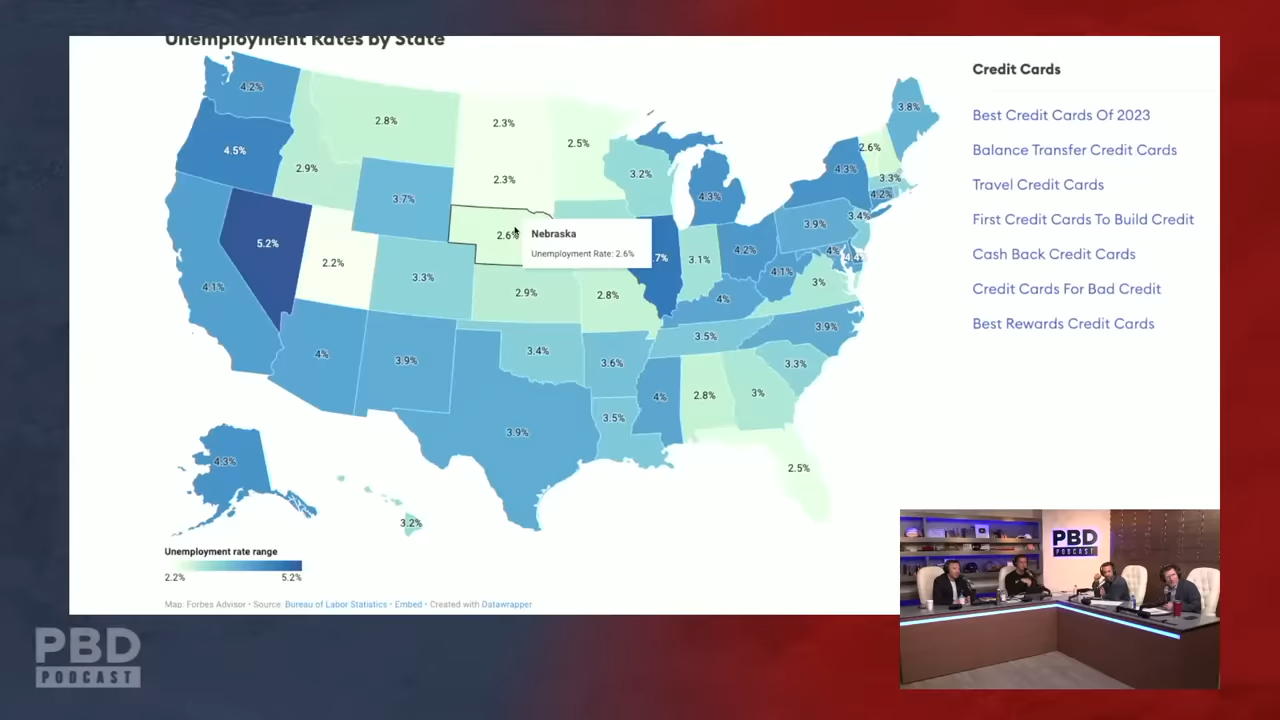 Unemployment Rates by State
4.2%
4.5%
2.9%
2.8%
3.7%
2.3%
2.3%
2.5%
3.2%
4.3%
3.8%
2.6%
4.3%
3.3%
4.2%
3.4%
3.9%
4%
4.4%
4.2%
4.1%
3%
3.1%
.7%
5.2%
4.1%
2.2%
3.3%
2.6%
Nebraska
Unemployment Rate: 2.6%
2.9%
2.8%
4%
3.5%
3.9%
3.3%
4%
3.9%
3.4%
3.6%
4%
2.8%
3%
3.5%
3.9%
2.5%
4.3%
3.2%
Unemployment rate range
2.2% 5.2%
Map: Forbes Advisor • Source: Bureau of Labor Statistics • Embed • Created with Datawrapper
Credit Cards
Best Credit Cards Of 2023
Balance Transfer Credit Cards
Travel Credit Cards
First Credit Cards To Build Credit
Cash Back Credit Cards
Credit Cards For Bad Credit
Best Rewards Credit Cards
PBD
PODCAST
PBD
PODCAST